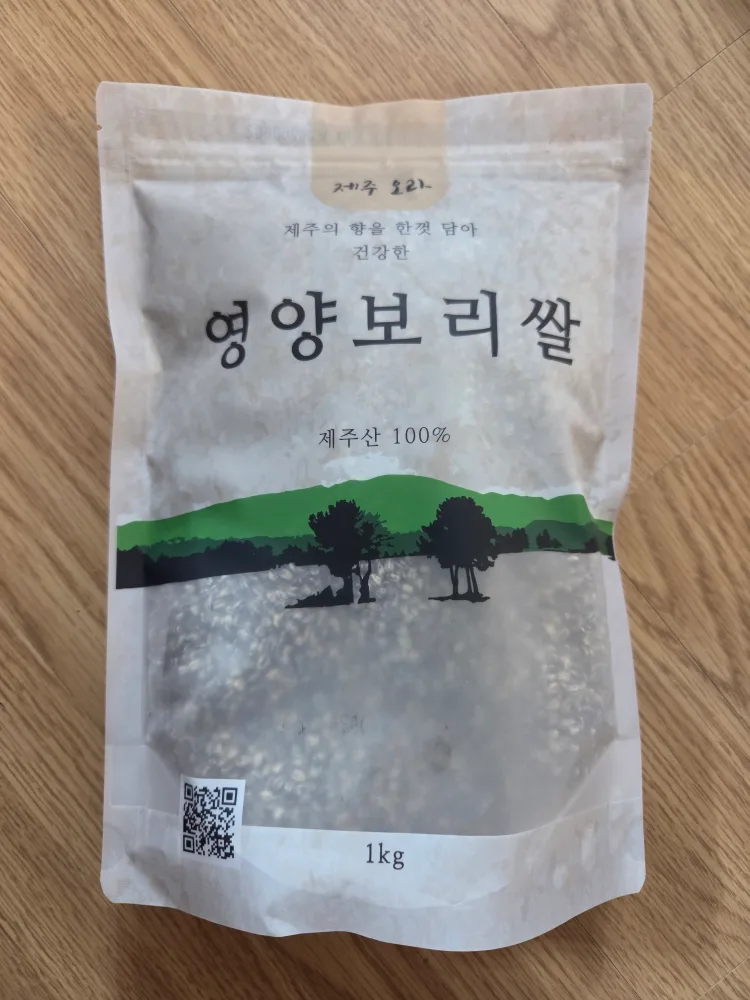 제주 오라
제주의 향을 한껏 담아
건강한
영양보리쌀
제주산 100%
1kg